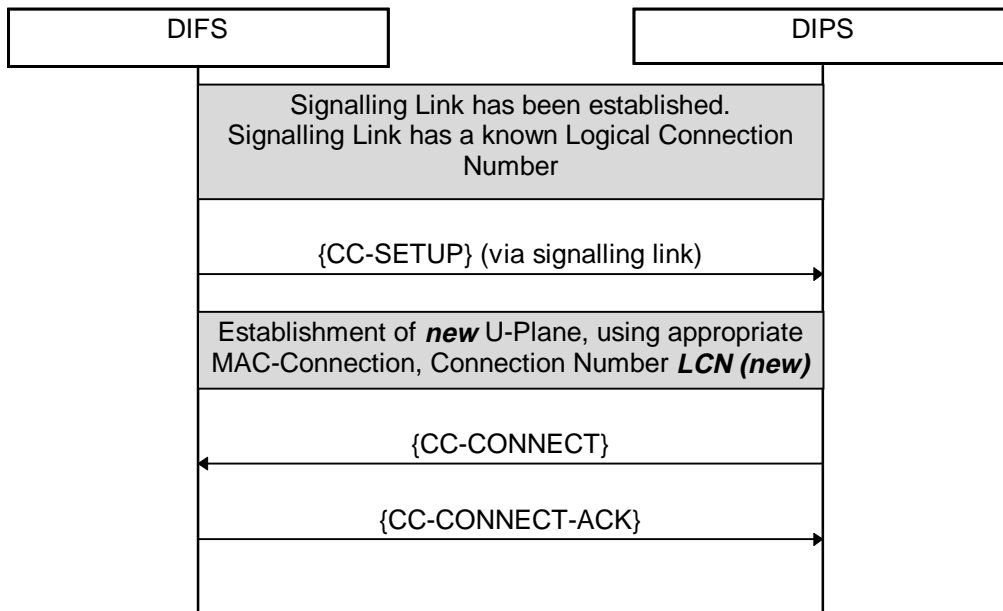 DIFS
DIPS
Signalling Link has been established.
Signalling Link has a known Logical Connection
Number
{CC-SETUP} (via signalling link)
Establishment of new U-Plane, using appropriate
MAC-Connection, Connection Number LCN (new)
{CC-CONNECT}
{CC-CONNECT-ACK}